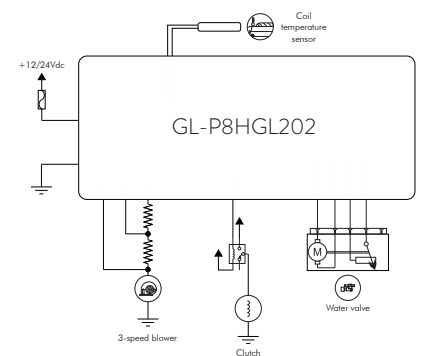 Coil
temperature
sensor
+12/24Vdc
GL-P8HGL202
M
Water valve
3-speed blower
Clutch